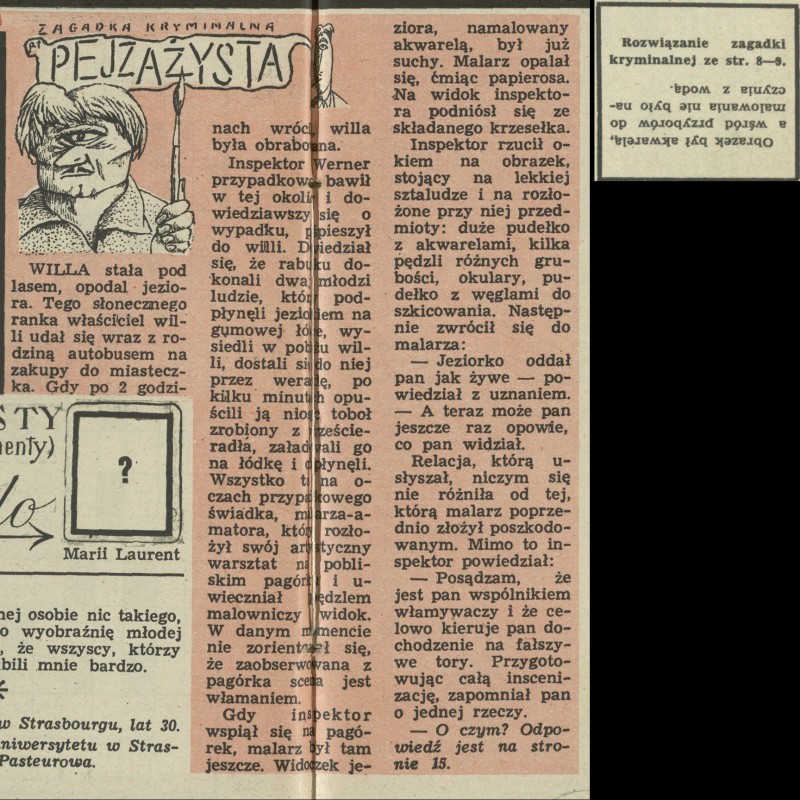 ZAGADKA KRYMINALNA
PEJZAŻYSTA
WILLA stała pod
lasem, opodal jezio-
ra. Tego słonecznego
ranka właściciel wil-
li udał się wraz z ro-
dziną autobusem na
zakupy do miastecz-
ka. Gdy po 2 godzi-
nach wrócił, willa
była obrabowana.
Inspektor Werner
przypadkowo bawił
w tej okolicy i do-
wiedziawszy się o
wypadku, pospieszył
do willi. Dowiedział
się, że rabunku do-
konali dwaj młodzi
ludzie, którzy pod-
płynęli jeziorem na
gumowej łódce, wy-
siedli w pobliżu wil-
li, dostali się do niej
przez werandę, po
kilku minutach opu-
ścili ją niosąc toboł
zrobiony z przeście-
radła, załadowali go
na łódkę i odpłynęli.
Wszystko to na o-
czach przypadkowego
świadka, malarza-a-
matora, który rozło-
żył swój artystyczny
warsztat na pobli-
skim pagórku i u-
wieczniał pędzlem
malowniczy widok.
W danym momencie
nie zorientował się,
że zaobserwowana z
pagórka scena jest
włamaniem.
Gdy inspektor
wspiął się na pagó-
rek, malarz był tam
jeszcze. Widoczek je-
ziora, namalowany
akwarelą, był już
suchy. Malarz opalał
się, ćmiąc papierosa.
Na widok inspekto-
ra podniósł się ze
składanego krzesełka.
Inspektor rzucił o-
kiem na obrazek,
stojący na lekkiej
sztaludze i na rozło-
żone przy niej przed-
mioty: duże pudełko
z akwarelami, kilka
pędzli różnych gru-
bości, okulary, pu-
dełko z węglami do
szkicowania. Następ-
nie zwrócił się do
malarza:
— Jeziorko oddał
pan jak żywe — po-
wiedział z uznaniem.
— A teraz może pan
jeszcze raz opowie,
co pan widział.
Relacja, którą u-
słyszał, niczym się
nie różniła od tej,
którą malarz poprze-
dnio złożył poszkodo-
wanym. Mimo to in-
spektor powiedział:
— Posądzam, że
jest pan wspólnikiem
włamywaczy i że ce-
lowo kieruje pan do-
chodzenie na fałszy-
we tory. Przygoto-
wując całą insceni-
zację, zapomniał pan
o jednej rzeczy.
— O czym? Odpo-
wiedź jest na stro-
nie 15.
STY
enty)
do
?
Marii Laurent
nej osobie nic takiego,
o wyobraźnię młodej
, że wszyscy, którzy
bili mnie bardzo.
*
w Strasbourgu, lat 30.
niwersytetu w Stras-
Pasteurowa.
Rozwiązanie zagadki
kryminalnej ze str. 8—9.
Obrazek był akwarelą,
a wśród przyborów do
malowania nie było na-
czynia z wodą.